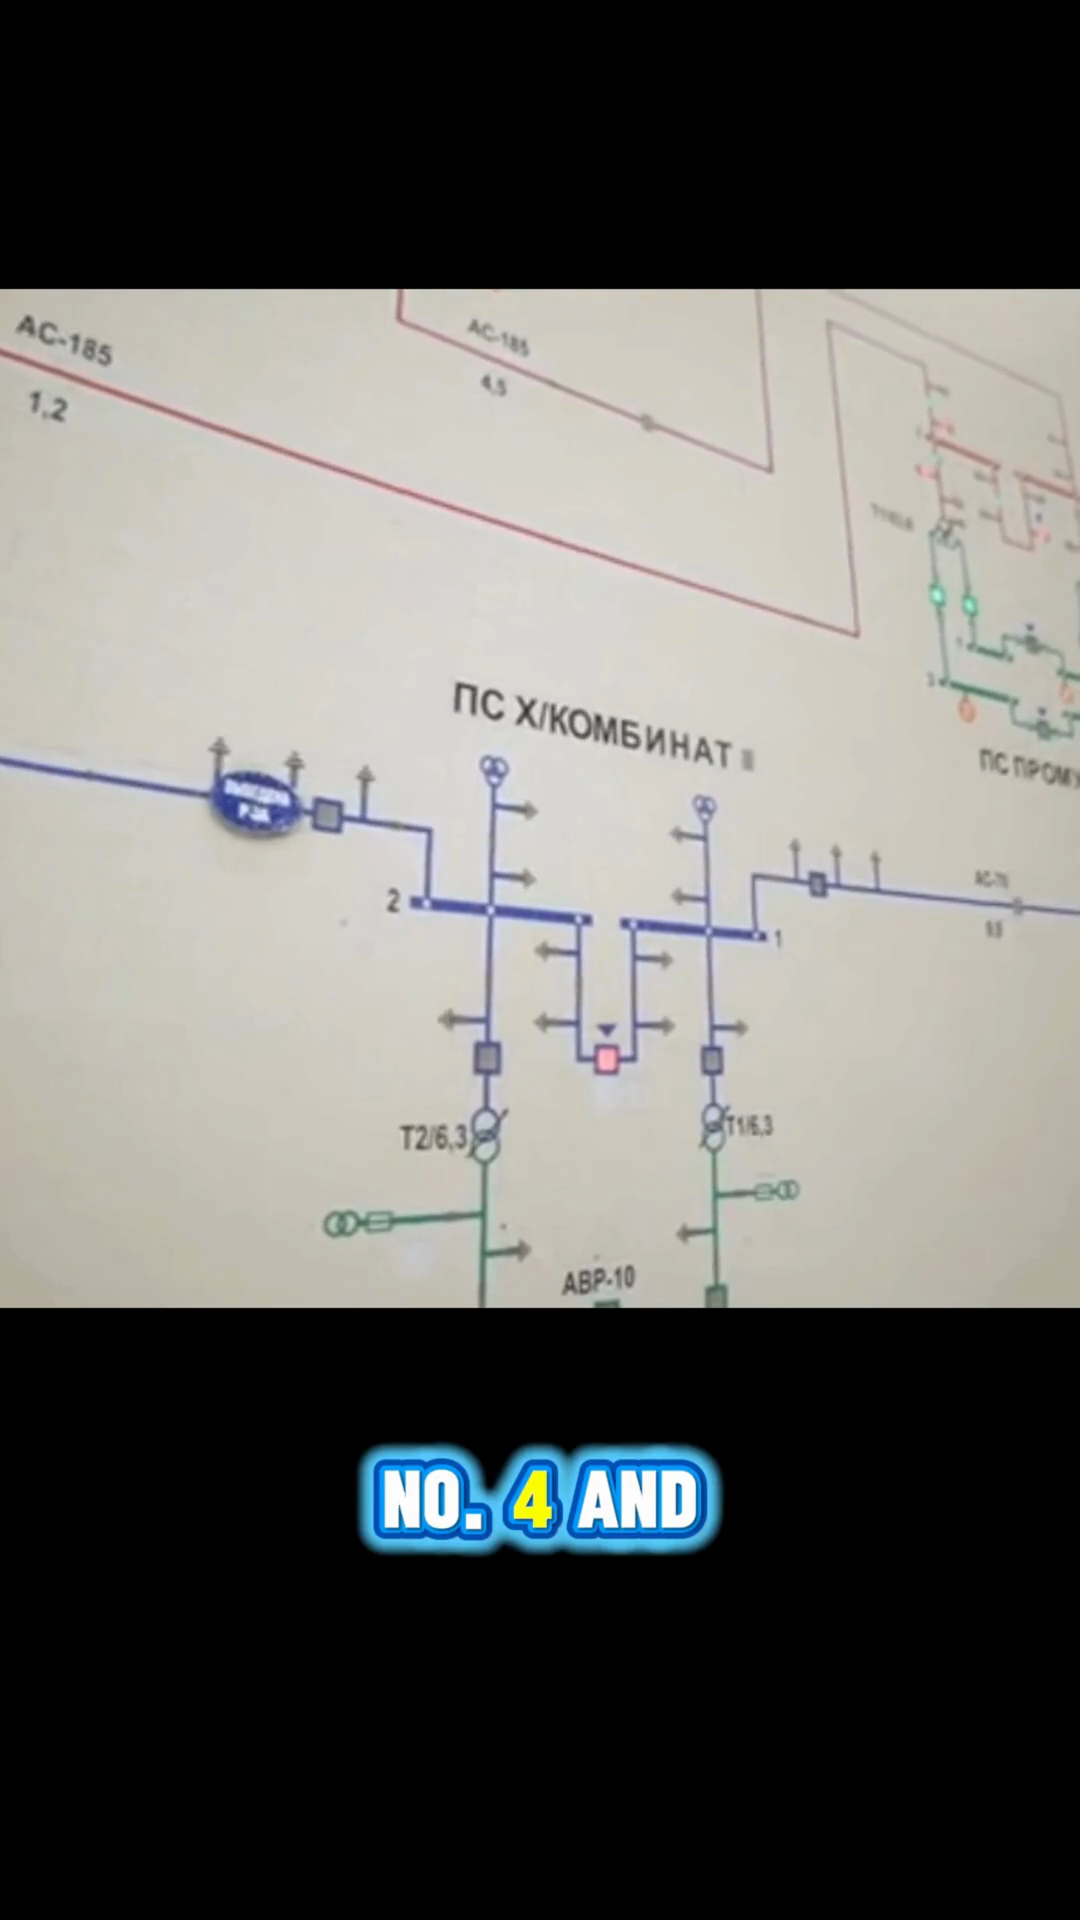 АС-185
1,2
АС-185
4,5
ПС Х/КОМБИНАТ II
ПС ПРОМУ
2
1
Т2/6,3
Т1/6,3
АВР-10
NO. 4 AND